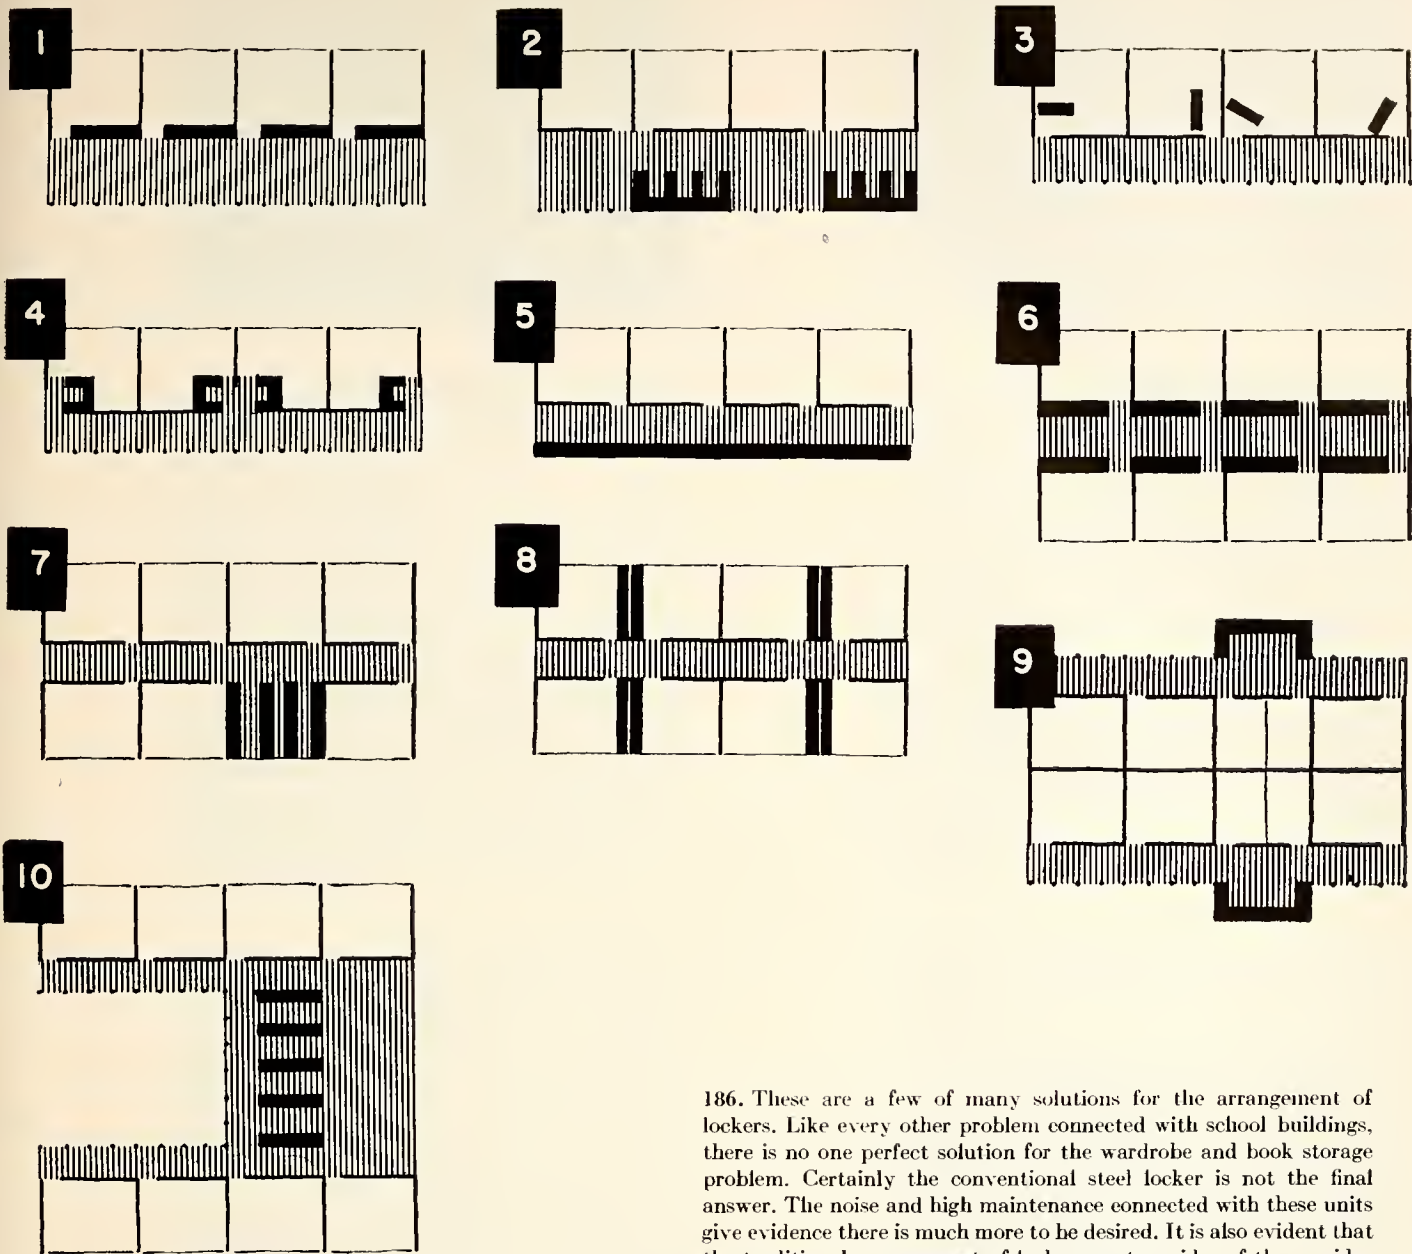 1
2
3
4
5
6
7
8
9
10
186. These are a few of many solutions for the arrangement of
lockers. Like every other problem connected with school buildings,
there is no one perfect solution for the wardrobe and book storage
problem. Certainly the conventional steel locker is not the final
answer. The noise and high maintenance connected with these units
give evidence there is much more to be desired. It is also evident that